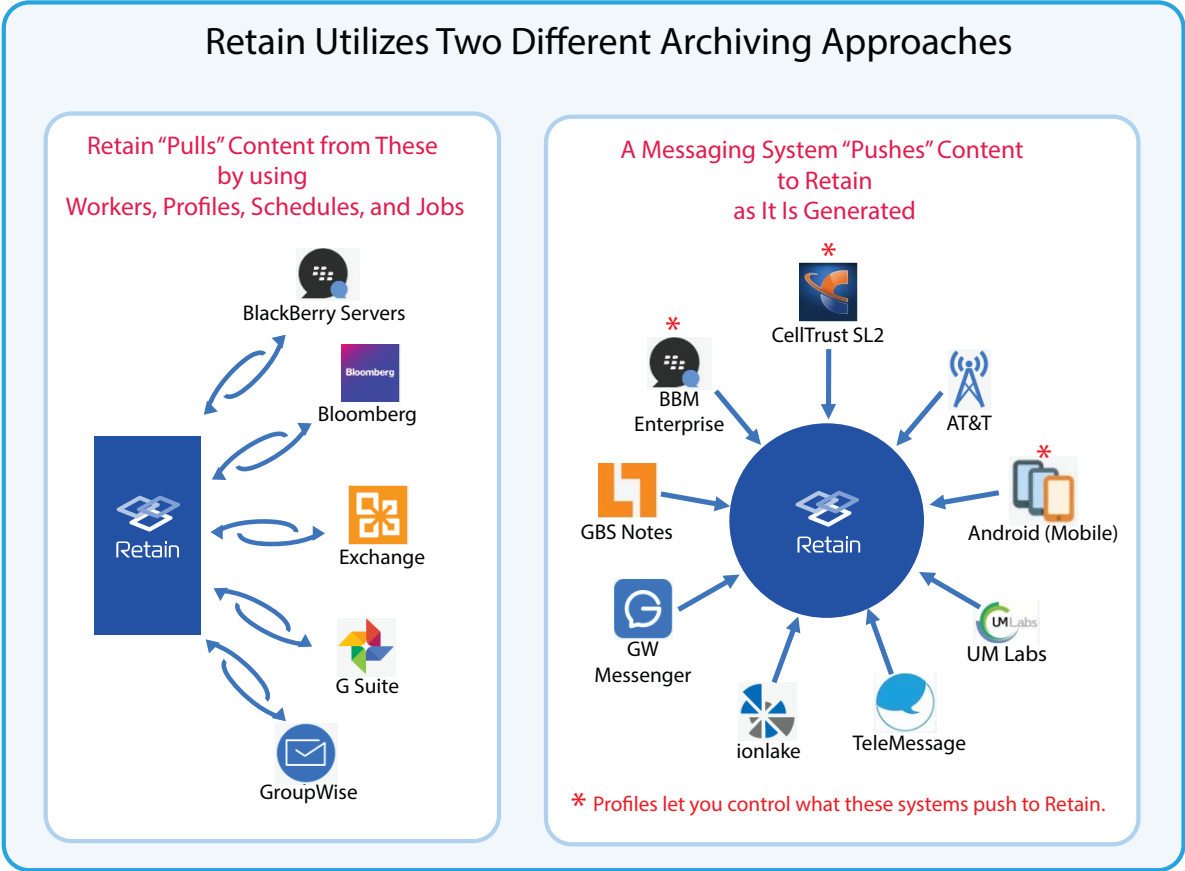 Retain Utilizes Two Different Archiving Approaches
Retain “Pulls” Content from These
by using
Workers, Profiles, Schedules, and Jobs
BlackBerry Servers
Bloomberg
Bloomberg
Retain
Exchange
G Suite
GroupWise
A Messaging System “Pushes” Content
to Retain
as It Is Generated
*
CellTrust SL2
*
BBM
Enterprise
AT&T
GBS Notes
*
Android (Mobile)
Retain
GW
Messenger
UM Labs
UM Labs
ionlake
TeleMessage
* Profiles let you control what these systems push to Retain.